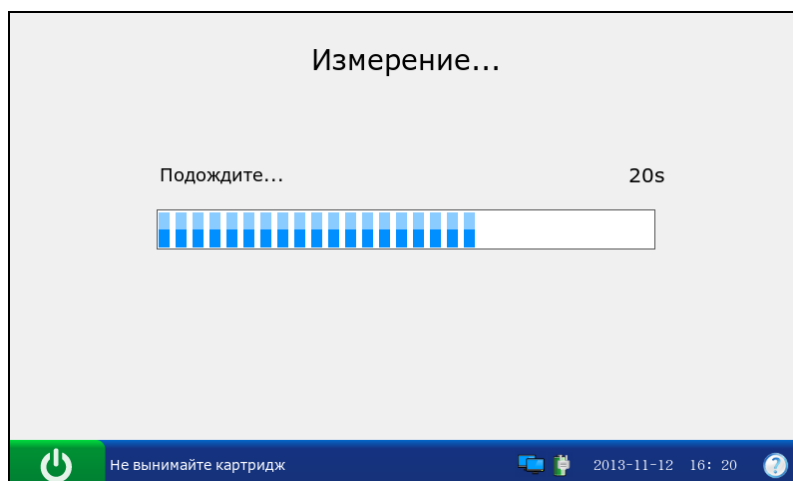 Измерение...
Подождите... 20s
Не вынимайте картридж 2013-11-12 16: 20 ?